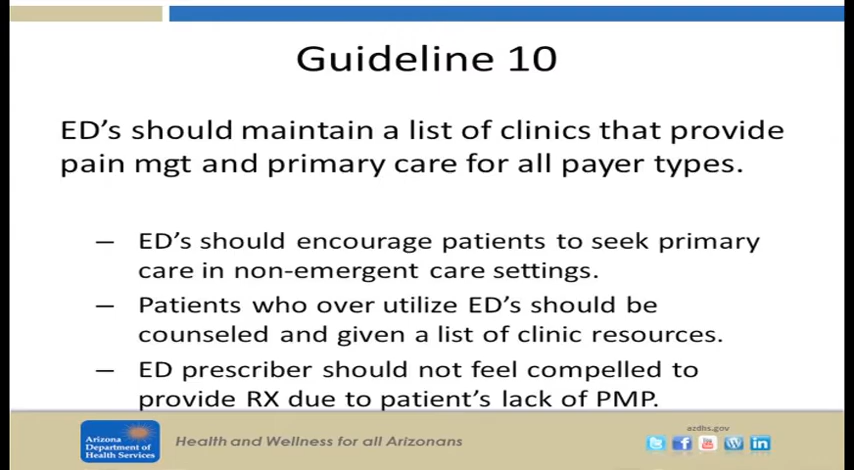 Guideline 10
ED's should maintain a list of clinics that provide
pain mgt and primary care for all payer types.
— ED's should encourage patients to seek primary
care in non-emergent care settings.
— Patients who over utilize ED's should be
counseled and given a list of clinic resources.
— ED prescriber should not feel compelled to
provide RX due to patient's lack of PMP.
Arizona
Department of
Health Services
Health and Wellness for all Arizonans
azdhs.gov